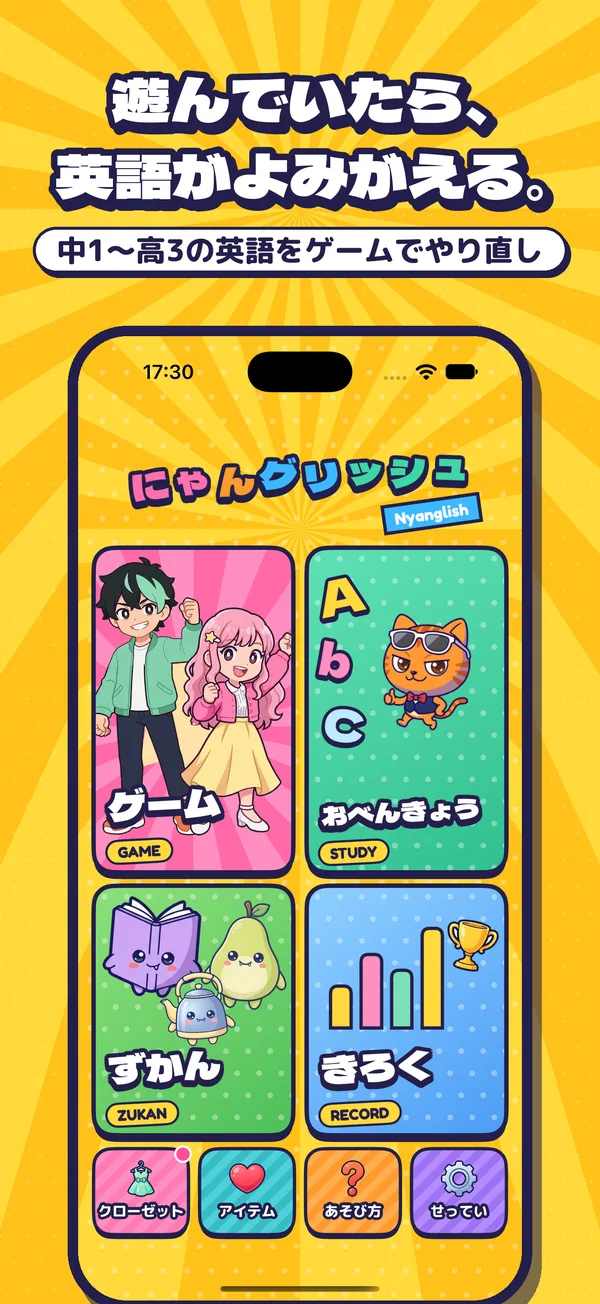 遊んでいたら、
英語がよみがえる。
中1〜高3の英語をゲームでやり直し
17:30
にゃんグリッシュ
Nyanglish
ゲーム
GAME
A
b
C
おべんきょう
STUDY
ずかん
ZUKAN
きろく
RECORD
クローゼット
アイテム
?
あそび方
せってい